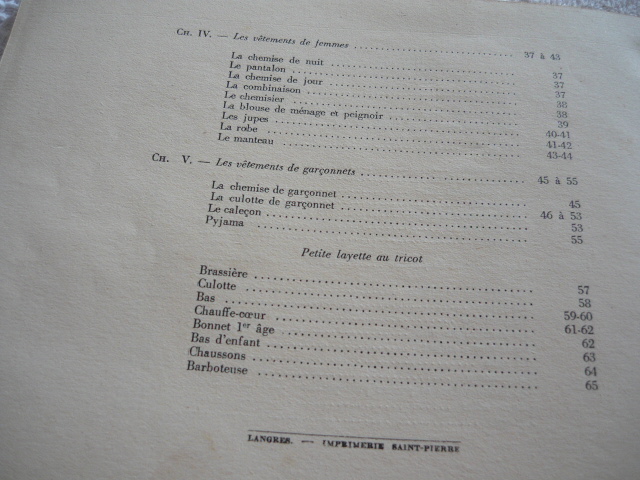 CH. IV. — Les vêtements de femmes 37 à 43
La chemise de nuit 37
Le pantalon 37
La chemise de jour 37
La combinaison 38
Le chemisier 38
La blouse de ménage et peignoir 39
Les jupes 40-41
La robe 41-42
Le manteau 43-44
CH. V. — Les vêtements de garçonnets 45 à 55
La chemise de garçonnet 45
La culotte de garçonnet 46 à 53
Le caleçon 53
Pyjama 55
Petite layette au tricot
Brassière 57
Culotte 58
Bas 59-60
Chauffe-cœur 61-62
Bonnet 1er âge 62
Bas d'enfant 63
Chaussons 64
Barboteuse 65
LANGRES. — IMPRIMERIE SAINT-PIERRE